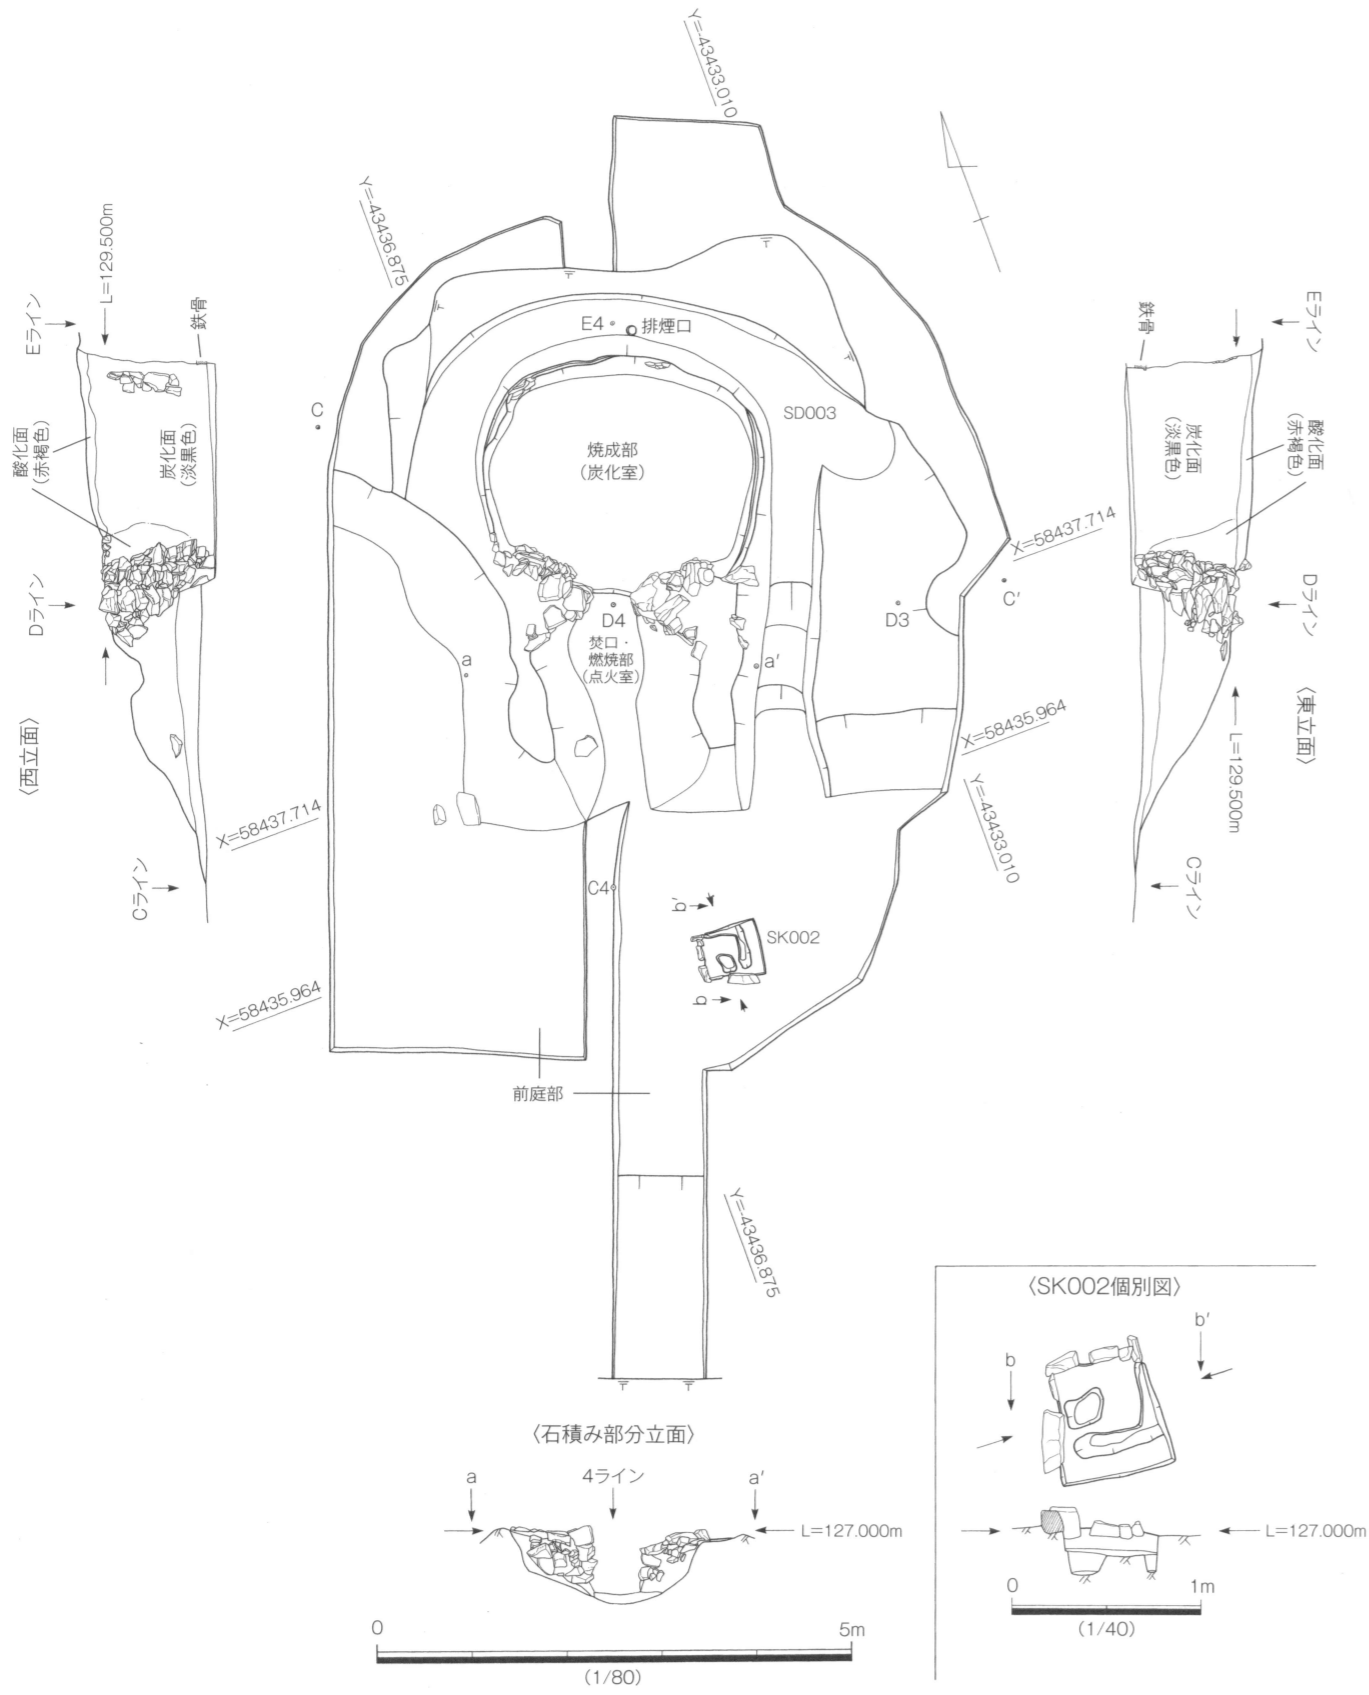 Y=-43433.010
Y=-43436.875
L=129.500m
鉄骨
Eライン
酸化面
(赤褐色)
炭化面
(淡黒色)
Dライン
〈西立面〉
Cライン
X=58437.714
X=58435.964
E4
排煙口
C
SD003
焼成部
(炭化室)
D4
焚口・
燃焼部
(点火室)
a
a′
D3
C′
X=58437.714
X=58435.964
Y=-43433.010
C4
b′
SK002
b
前庭部
Y=-43436.875
鉄骨
Eライン
炭化面
(淡黒色)
酸化面
(赤褐色)
Dライン
〈東立面〉
L=129.500m
Cライン
〈石積み部分立面〉
a
4ライン
a′
L=127.000m
0
5m
(1/80)
〈SK002個別図〉
b
b′
L=127.000m
0
1m
(1/40)